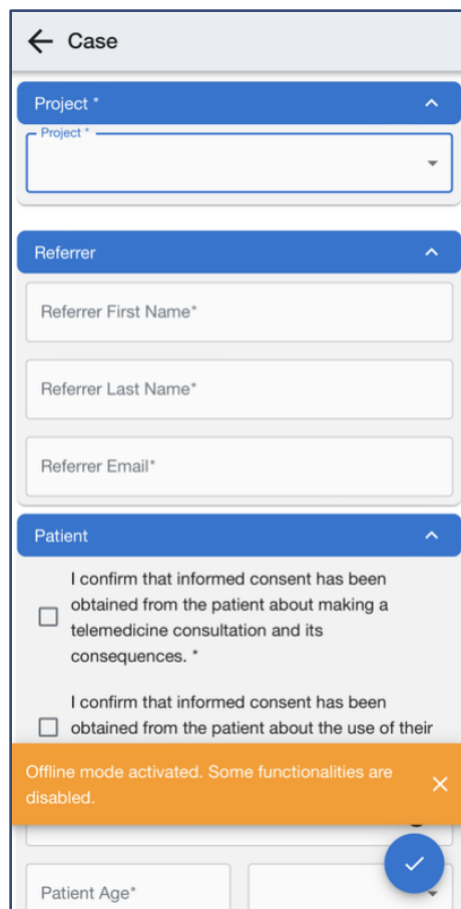 Case
Project *
Project *
Referrer
Referrer First Name*
Referrer Last Name*
Referrer Email*
Patient
I confirm that informed consent has been
obtained from the patient about making a
telemedicine consultation and its
consequences. *
I confirm that informed consent has been
obtained from the patient about the use of their
Offline mode activated. Some functionalities are
disabled.
Patient Age*